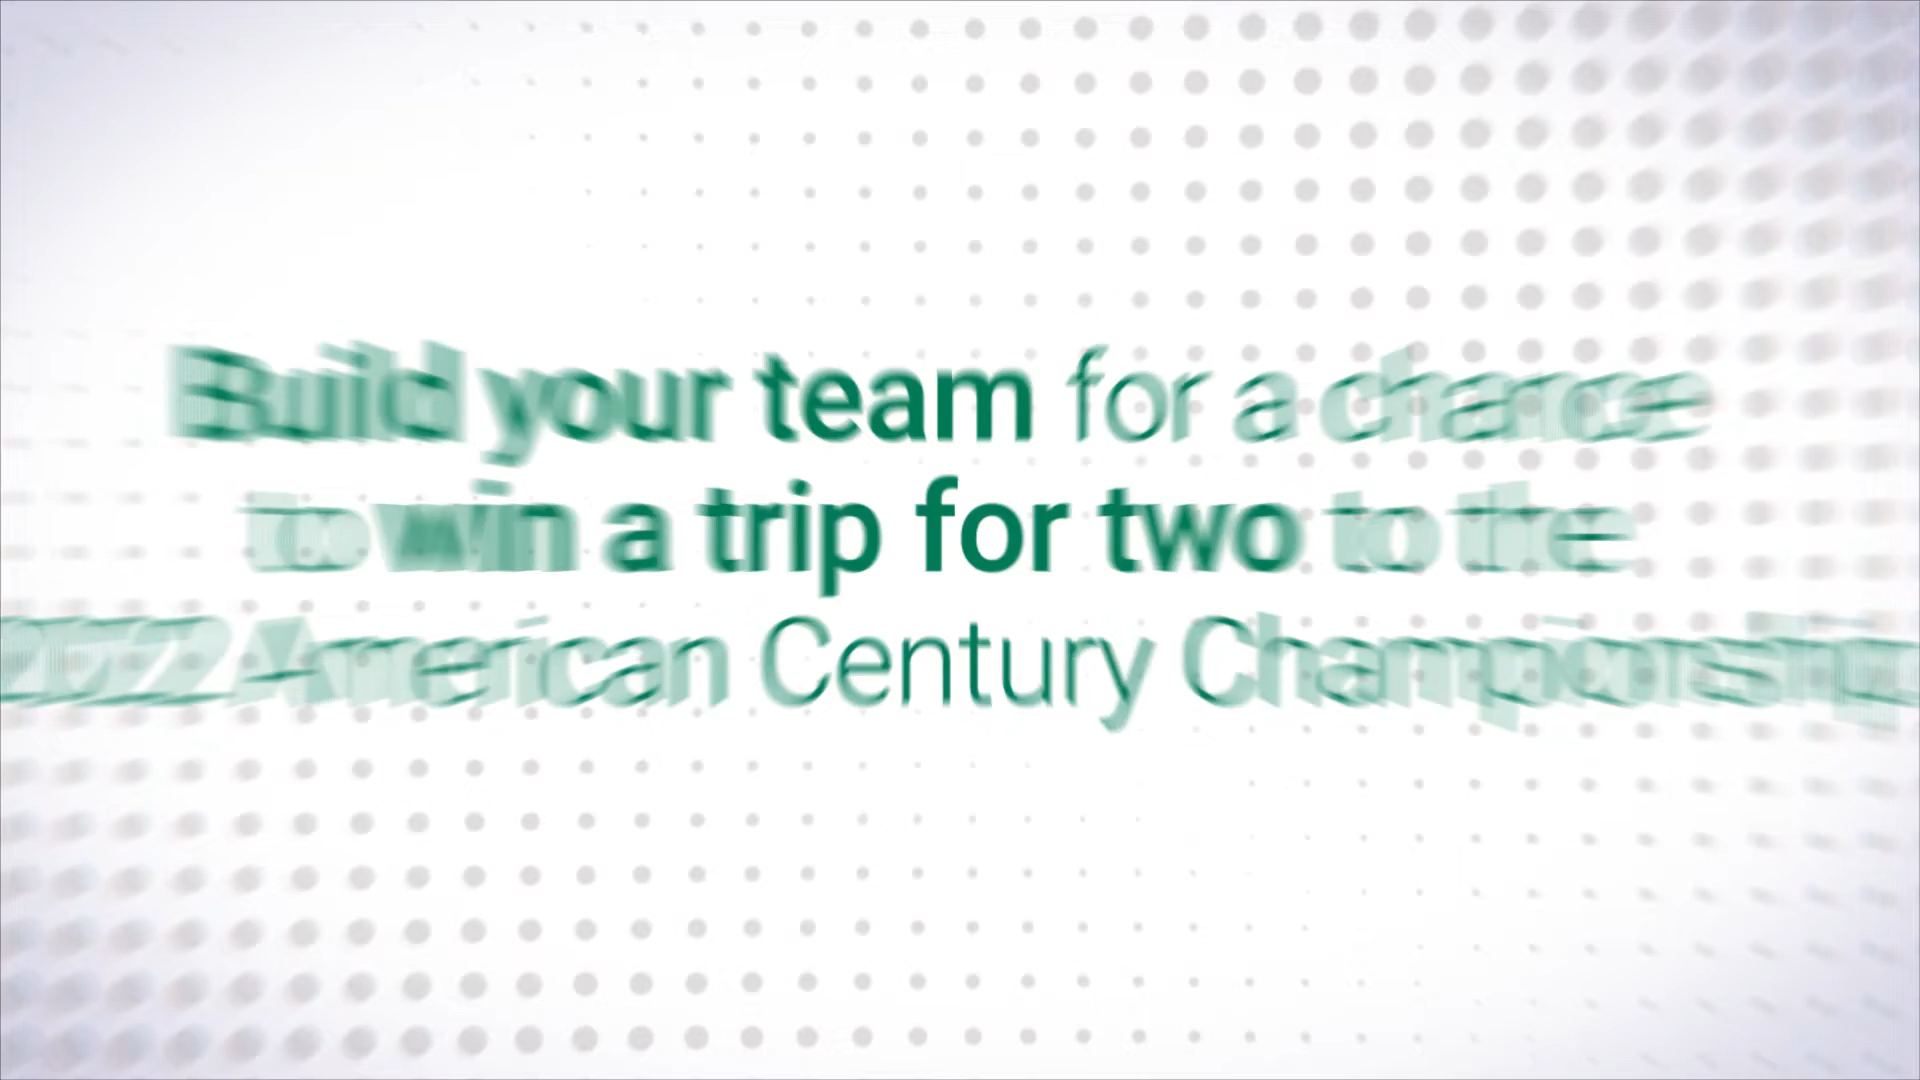 Build your team for a chance
to win a trip for two to the
2022 American Century Championship